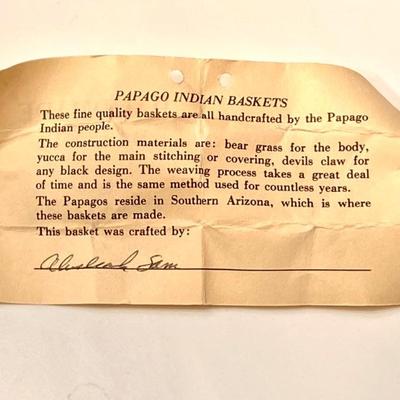 PAPAGO INDIAN BASKETS
These fine quality baskets are all handcrafted by the Papago
Indian people.
The construction materials are: bear grass for the body,
yucca for the main stitching or covering, devils claw for
any black design. The weaving process takes a great deal
of time and is the same method used for countless years.
The Papagos reside in Southern Arizona, which is where
these baskets are made.
This basket was crafted by:
Sam